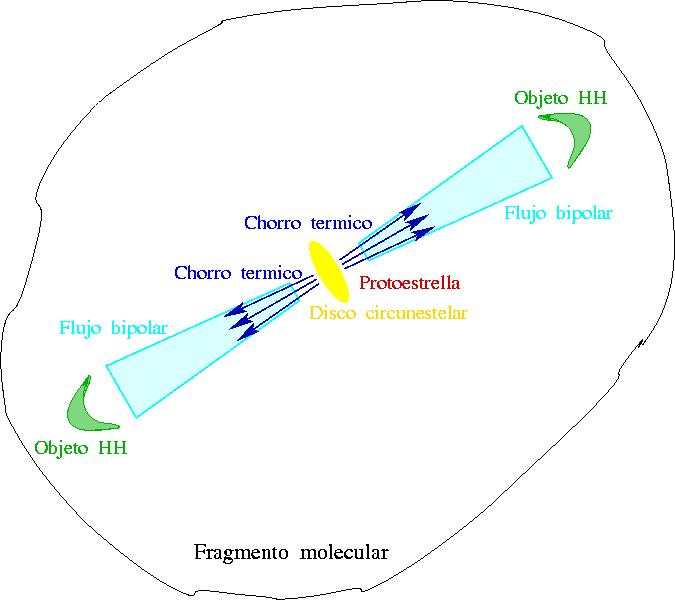 Objeto HH
Flujo bipolar
Chorro termico
Chorro termico
Protoestrella
Disco circunestelar
Flujo bipolar
Objeto HH
Fragmento molecular